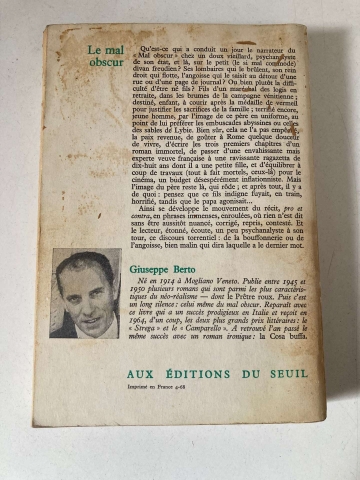 Le mal
obscur
Qu'est-ce qui a conduit un jour le narrateur du
« Mal obscur » chez un doux vieillard, psychanalyste
de son état, et là, sur le petit (le si mal commode)
divan freudien? Ses lombaires qui le brûlent, son rein
droit qui flotte, l'angoisse qui le saisit au détour d'une
rue ou d'une page de journal? Ou bien plutôt la diffi-
culté d'être né fils? Fils d'un maréchal des logis en
retraite, dans les brumes de la campagne vénitienne :
destiné, enfant, à courir après la médaille de vermeil
pour justifier les sacrifices de la famille; terrifié encore,
jeune homme, par l'image de ce père en uniforme, au
point de lui préférer les embuscades abyssines ou celles
des sables de Lybie. Bien sûr, cela ne l'a pas empêché,
la paix revenue, de goûter à Rome quelque douceur
de vivre, d'écrire les trois premiers chapitres d'un
roman immortel, de passer d'une envahissante mais
experte veuve française à une ravissante ragazetta de
dix-huit ans dont il a une petite fille, et d'équilibrer à
coup de travaux (tout à fait mortels, ceux-là) pour le
cinéma, un budget désespérément inflationniste. Mais
l'image du père reste là, qui rôde; et après tout, il y a
de quoi : pensez que ce fils indigne fuyait, en train,
horrifié, tandis que le papa agonisait...
Ainsi se développe le mouvement du récit, pro et
contra, en phrases immenses, enroulées, où rien n'est dit
sans être aussitôt nuancé, corrigé, repris, contesté. Et
le lecteur, étonné, écoute, un peu psychanalyste à son
tour, ce discours torrentiel : de la bouffonnerie ou de
l'angoisse, bien malin qui dira laquelle a le dernier mot.
Giuseppe Berto
Né en 1914 à Mogliano Veneto. Publie entre 1945 et
1950 plusieurs romans qui sont parmi les plus caractéris-
tiques du néo-réalisme — dont le Prêtre roux. Puis c'est
un long silence : celui même du mal obscur. Reparaît avec
ce livre qui a un succès prodigieux en Italie et reçoit en
1964, d'un coup, les deux plus grands prix littéraires : le
« Strega » et le « Campanello ». A retrouvé l'an passé le
même succès avec un roman ironique : la Cosa buffa.
AUX ÉDITIONS DU SEUIL
Imprimé en France 4-68